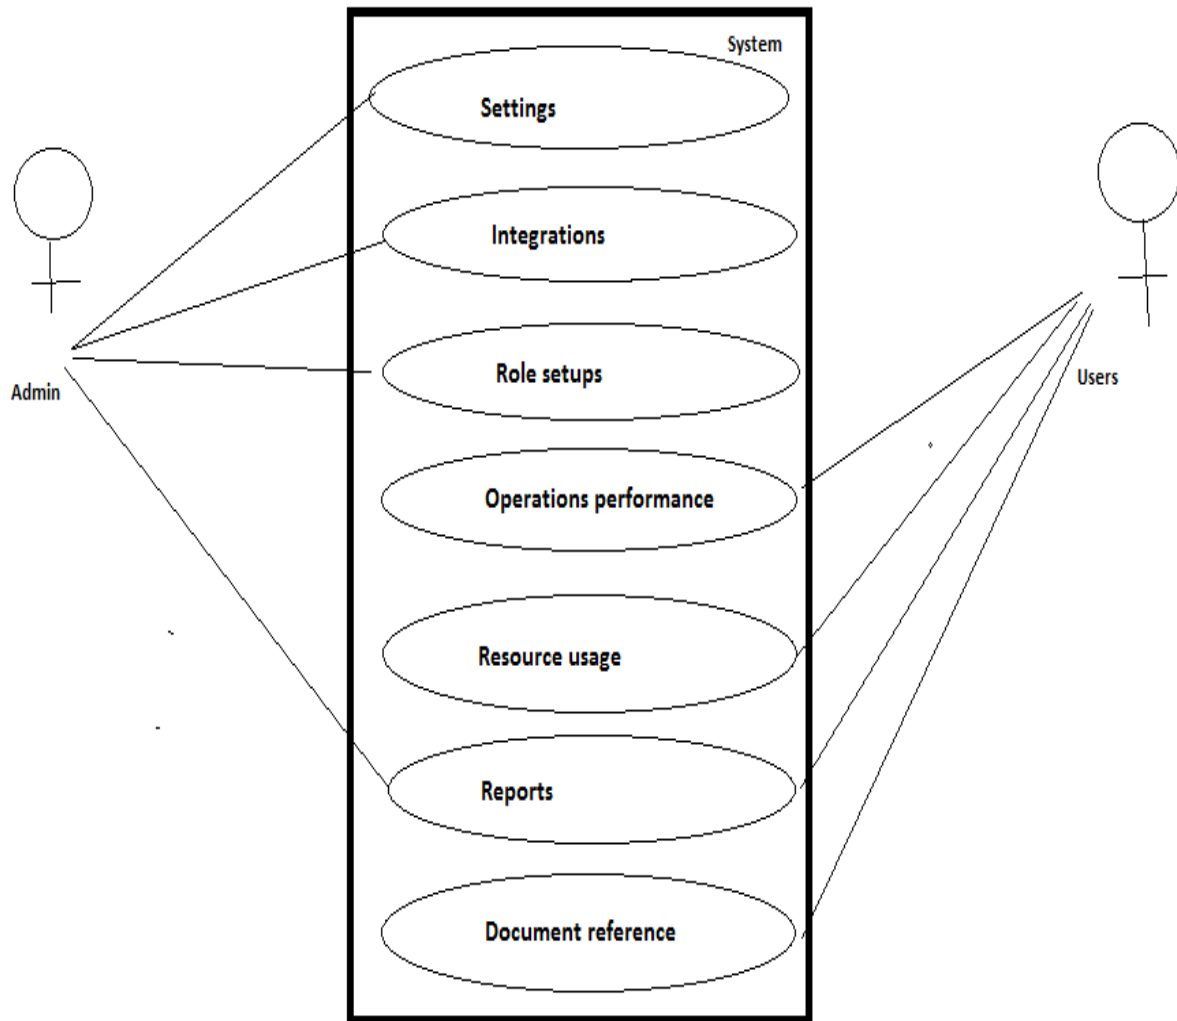 System
Settings
Integrations
Role setups
Admin
Users
Operations performance
Resource usage
Reports
Document reference